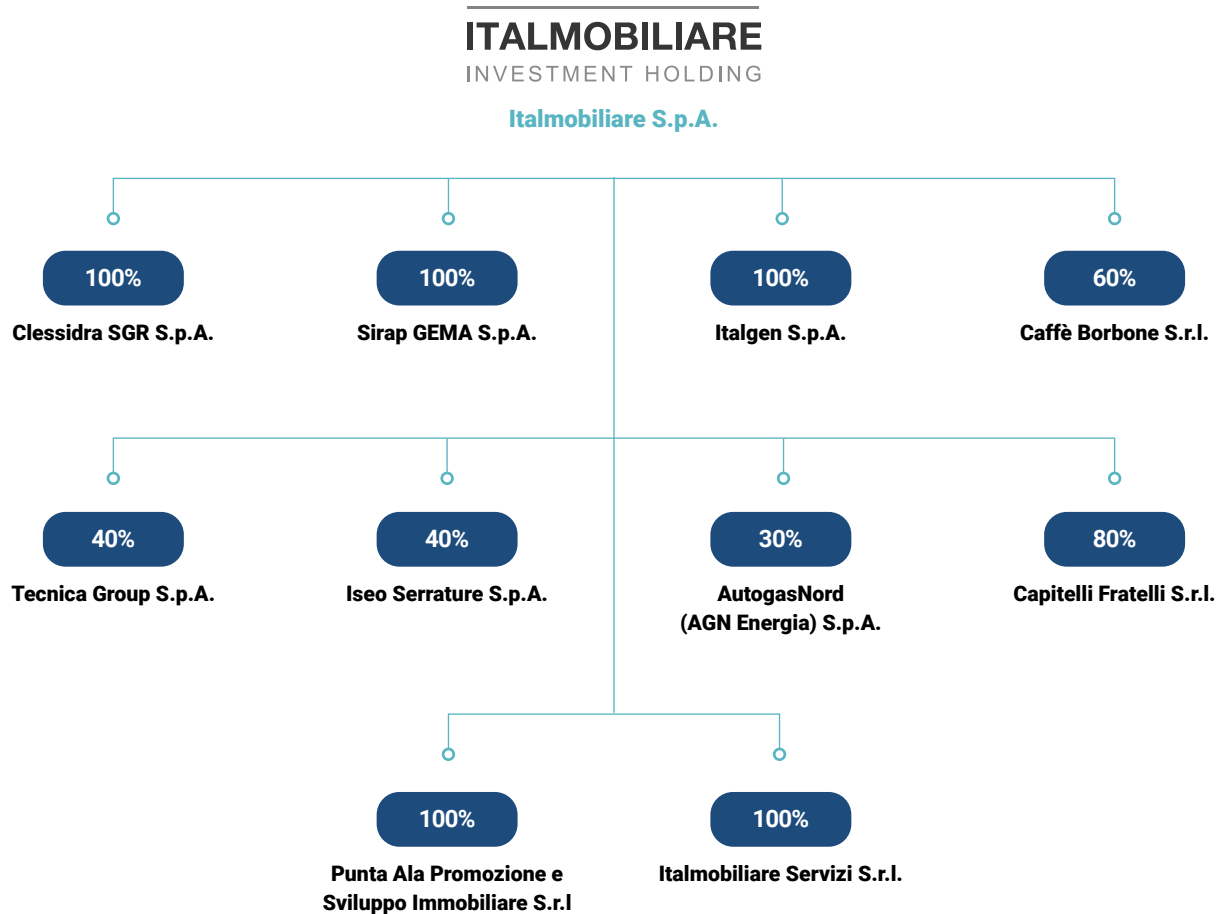 ITALMOBILIARE
INVESTMENT HOLDING
Italmobiliare S.p.A.
100%
100%
100%
60%
Clessidra SGR S.p.A.
Sirap GEMA S.p.A.
Italgen S.p.A.
Caffè Borbone S.r.l.
40%
40%
30%
80%
Tecnica Group S.p.A.
Iseo Serrature S.p.A.
AutogasNord
(AGN Energia) S.p.A.
Capitelli Fratelli S.r.l.
100%
100%
Punta Ala Promozione e
Sviluppo Immobiliare S.r.l
Italmobiliare Servizi S.r.l.